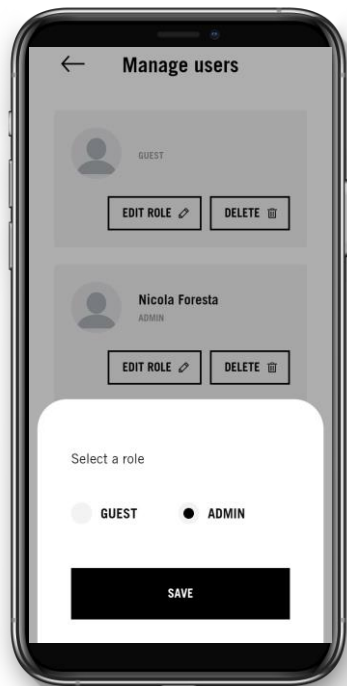 Manage users
GUEST
EDIT ROLE DELETE
Nicola Foresta
ADMIN
EDIT ROLE DELETE
Select a role
GUEST ADMIN
SAVE